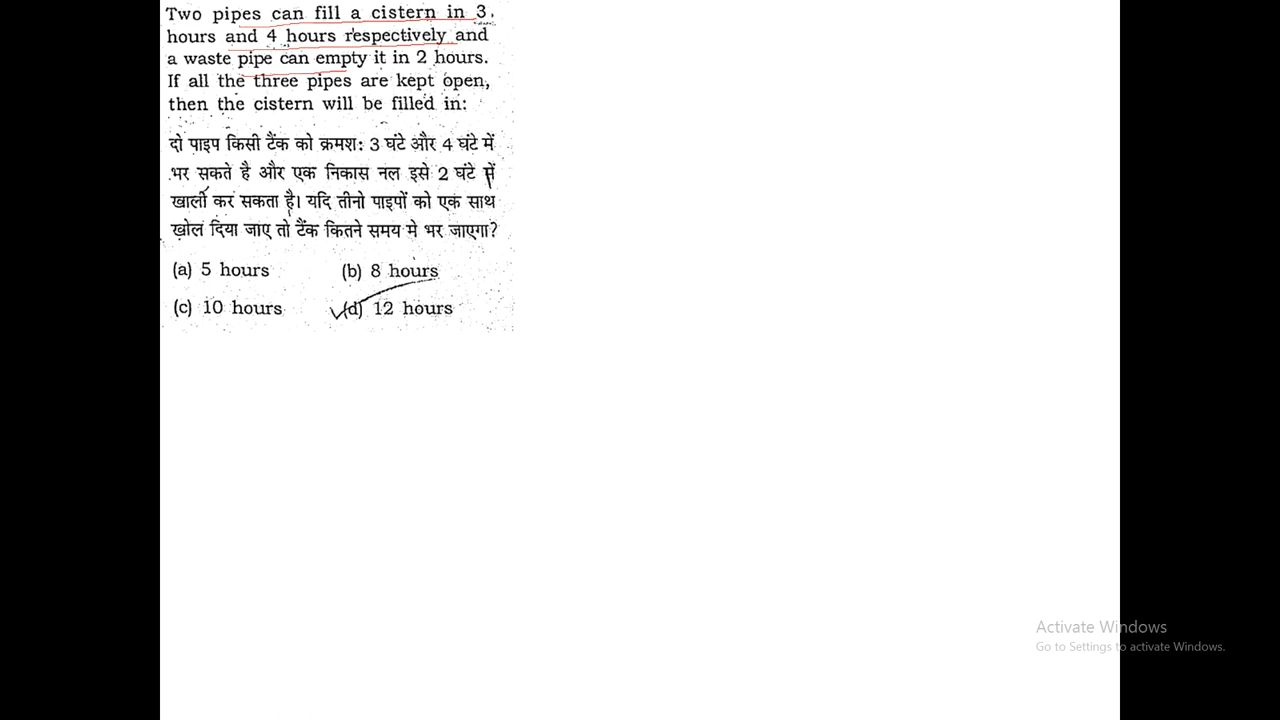 Two pipes can fill a cistern in 3
hours and 4 hours respectively and
a waste pipe can empty it in 2 hours.
If all the three pipes are kept open,
then the cistern will be filled in:
दो पाइप किसी टैंक को क्रमश: 3 घंटे और 4 घंटे में
भर सकते है और एक निकास नल इसे 2 घंटे में
खाली कर सकता है। यदि तीनो पाइपों को एक साथ
खोल दिया जाए तो टैंक कितने समय मे भर जाएगा?
(a) 5 hours (b) 8 hours
(c) 10 hours (d) 12 hours
Activate Windows
Go to Settings to activate Windows.